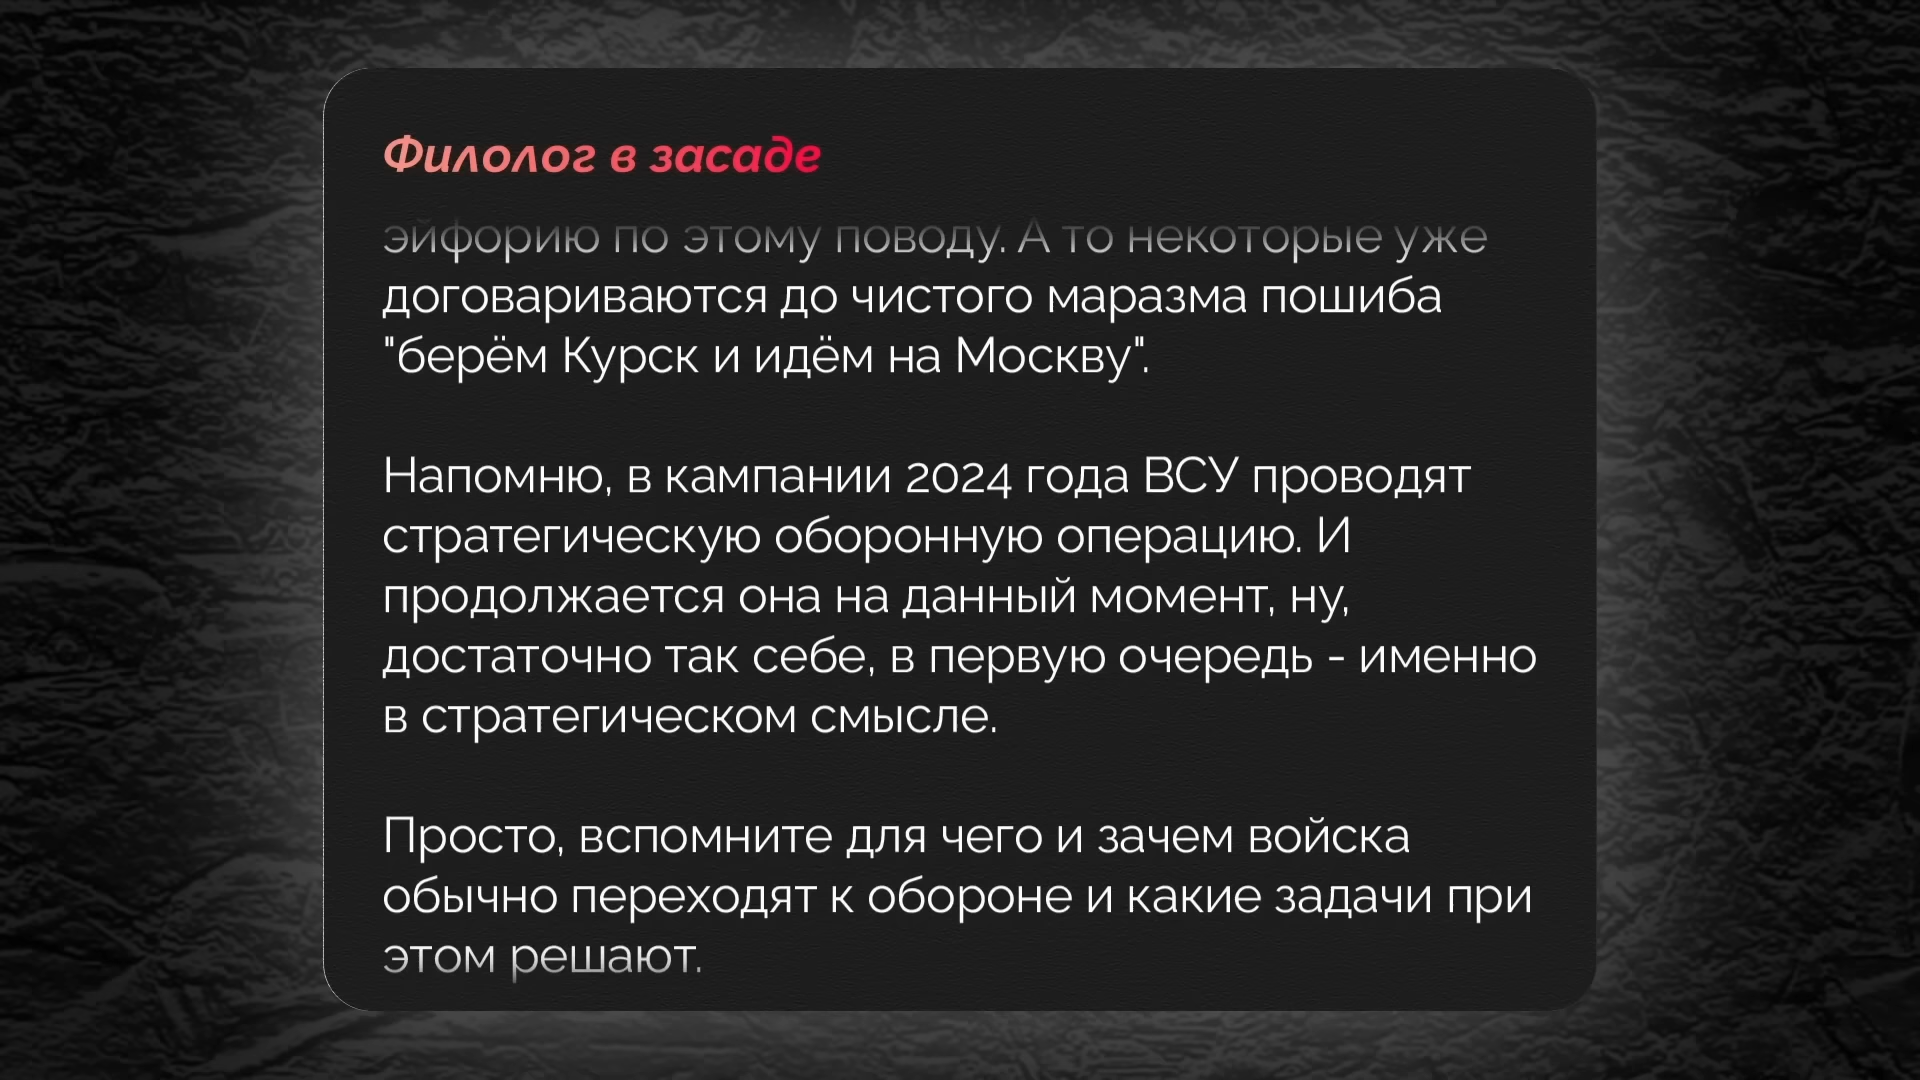 Филолог в засаде
эйфорию по этому поводу. А то некоторые уже
договариваются до чистого маразма пошиба
"берём Курск и идём на Москву".
Напомню, в кампании 2024 года ВСУ проводят
стратегическую оборонную операцию. И
продолжается она на данный момент, ну,
достаточно так себе, в первую очередь - именно
в стратегическом смысле.
Просто, вспомните для чего и зачем войска
обычно переходят к обороне и какие задачи при
этом решают.